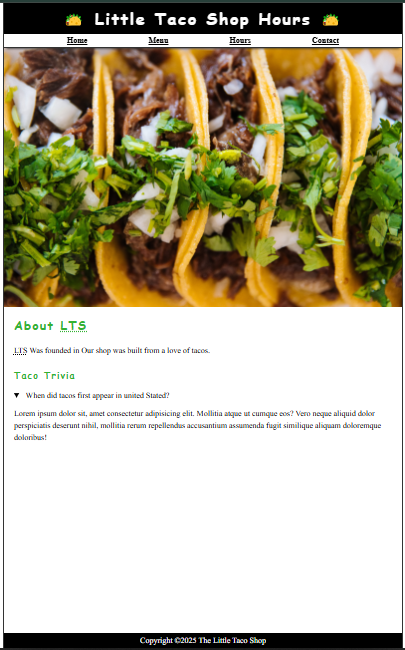 🌮 Little Taco Shop Hours 🌮
Home Menu Hours Contact
About LTS
LTS Was founded in Our shop was built from a love of tacos.
Taco Trivia
▼ When did tacos first appear in united Stated?
Lorem ipsum dolor sit, amet consectetur adipisicing elit. Mollitia atque ut cumque eos? Vero neque aliquid dolor
perspiciatis deserunt nihil, mollitia rerum repellendus accusantium assumenda fugit similique aliquam doloremque
doloribus!
Copyright ©2025 The Little Taco Shop